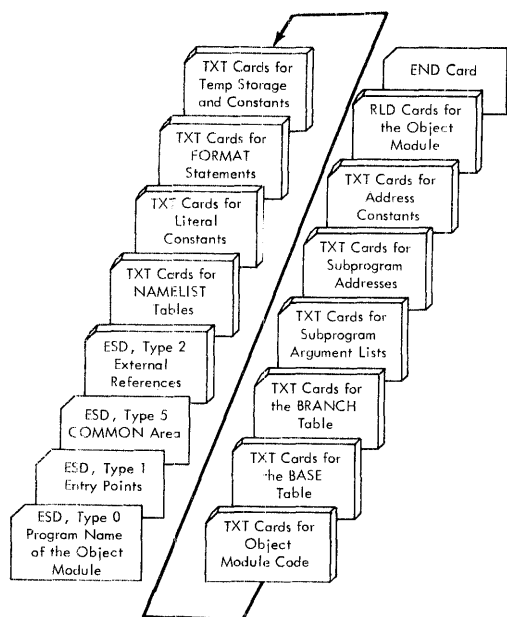 TXT Cards for
Temp Storage
and Constants
TXT Cards for
FORMAT
Statements
TXT Cards for
Literal
Constants
TXT Cards for
NAMELIST
Tables
ESD, Type 2
External
References
ESD, Type 5
COMMON Area
ESD, Type 1
Entry Points
ESD, Type 0
Program Name
of the Object
Module
END Card
RLD Cards for
the Object
Module
TXT Cards for
Address
Constants
TXT Cards for
Subprogram
Addresses
TXT Cards for
Subprogram
Argument Lists
TXT Cards for
the BRANCH
Table
TXT Cards for
the BASE
Table
TXT Cards for
Object
Module Code